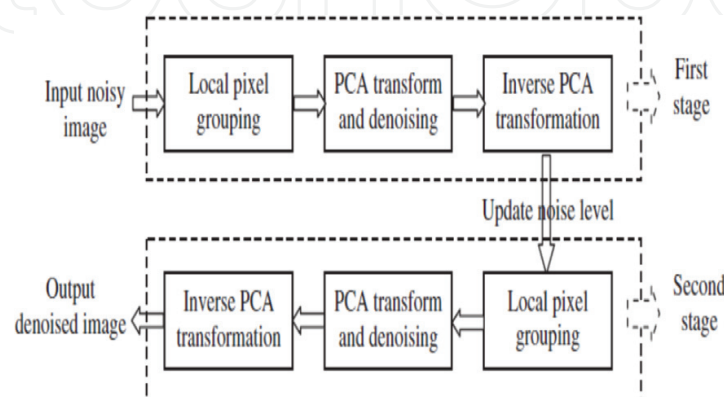 Input noisy
image
Local pixel
grouping
PCA transform
and denoising
Inverse PCA
transformation
First
stage
Update noise level
Output
denoised image
Inverse PCA
transformation
PCA transform
and denoising
Local pixel
grouping
Second
stage